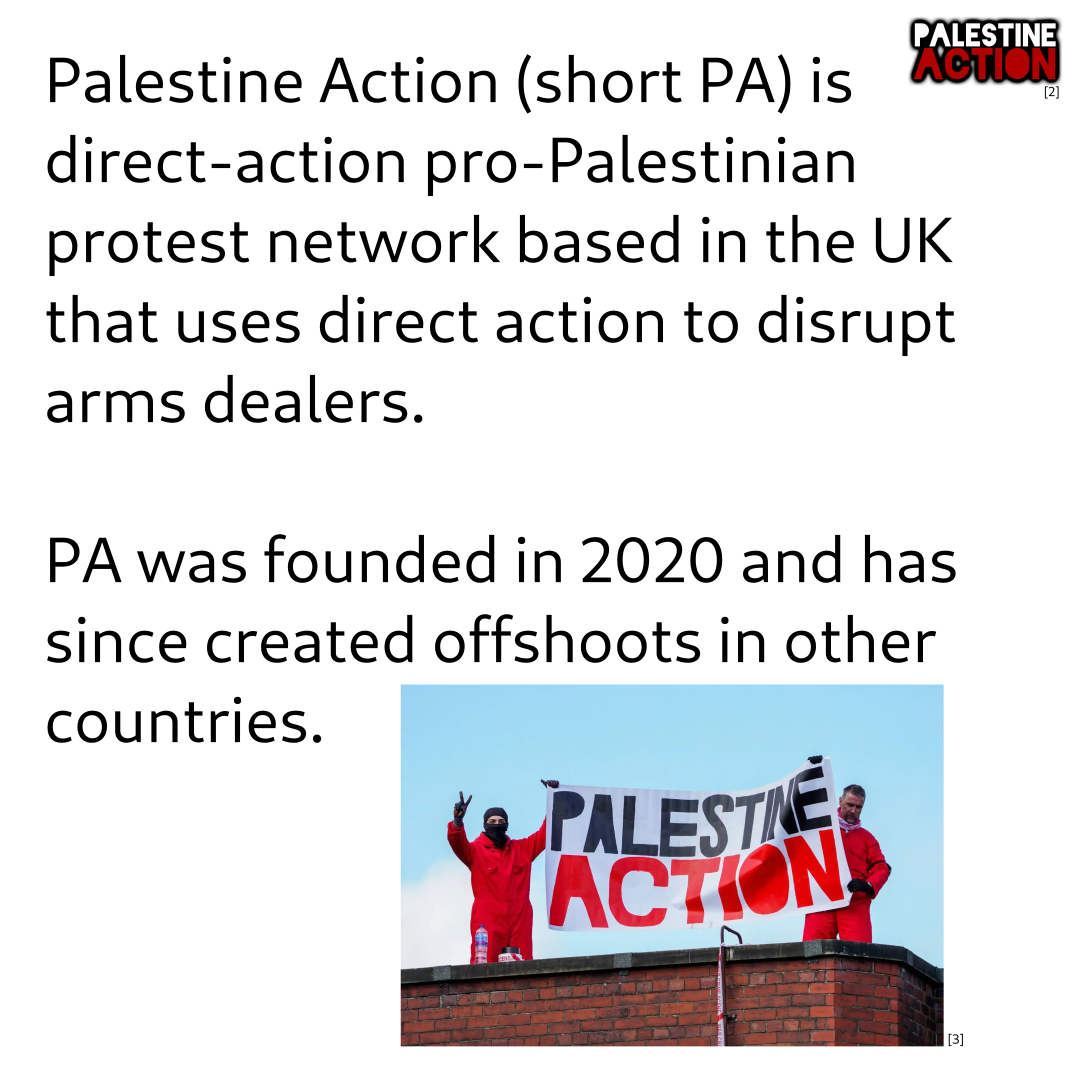 PALESTINE
ACTION
[2]
Palestine Action (short PA) is
direct-action pro-Palestinian
protest network based in the UK
that uses direct action to disrupt
arms dealers.
PA was founded in 2020 and has
since created offshoots in other
countries.
PALESTINE
ACTION
[3]